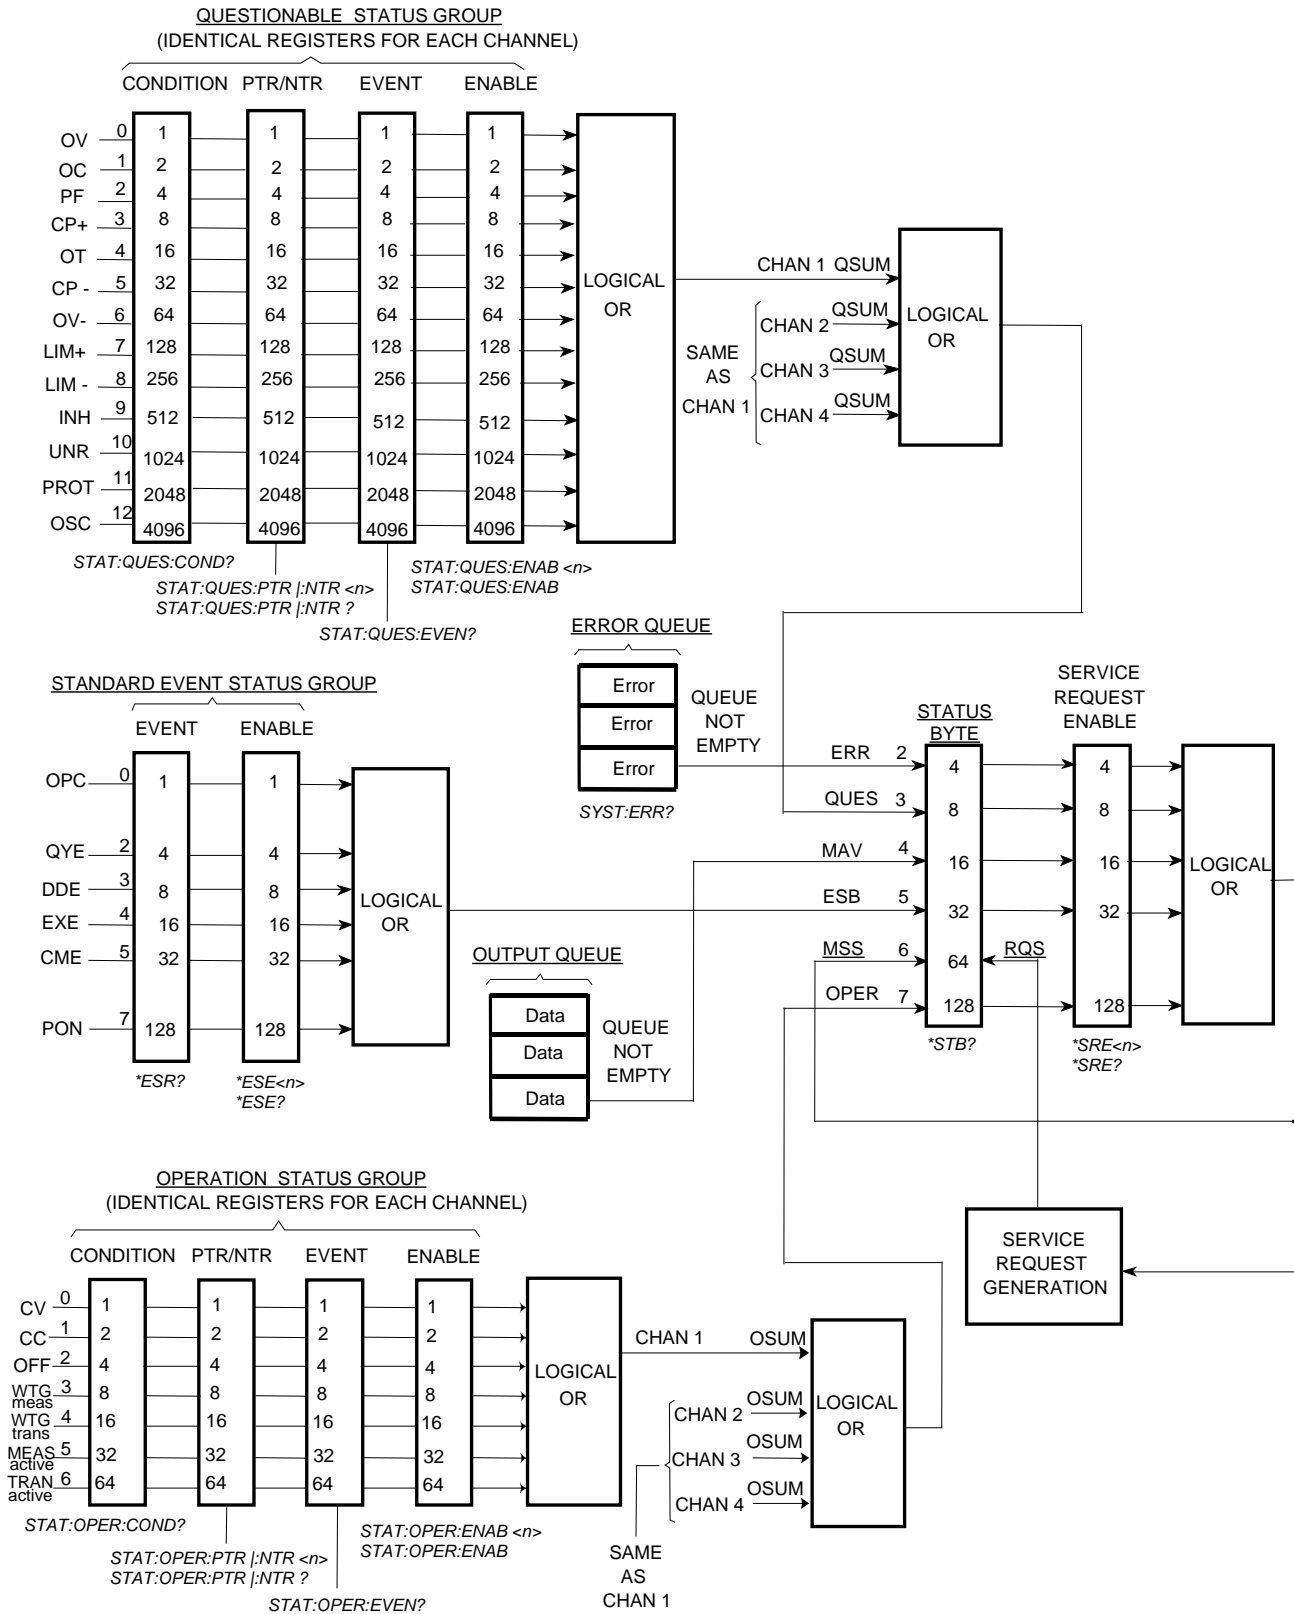 QUESTIONABLE STATUS GROUP
(IDENTICAL REGISTERS FOR EACH CHANNEL)
CONDITION PTR/NTR EVENT ENABLE
OV 0 1 1 1 1
OC 1 2 2 2 2
PF 2 4 4 4 4
CP+ 3 8 8 8 8
OT 4 16 16 16 16
CP - 5 32 32 32 32
OV- 6 64 64 64 64
LIM+ 7 128 128 128 128
LIM - 8 256 256 256 256
INH 9 512 512 512 512
UNR 10 1024 1024 1024 1024
PROT 11 2048 2048 2048 2048
OSC 12 4096 4096 4096 4096
LOGICAL
OR
STAT:QUES:COND?
STAT:QUES:PTR |:NTR <n>
STAT:QUES:PTR |:NTR ?
STAT:QUES:EVEN?
STAT:QUES:ENAB <n>
STAT:QUES:ENAB
CHAN 1 QSUM
CHAN 2 QSUM
CHAN 3 QSUM
CHAN 4 QSUM
SAME
AS
CHAN 1
LOGICAL
OR
ERROR QUEUE
Error
Error
Error
QUEUE
NOT
EMPTY
SYST:ERR?
STANDARD EVENT STATUS GROUP
EVENT ENABLE
OPC 0 1 1
QYE 2 4 4
DDE 3 8 8
EXE 4 16 16
CME 5 32 32
PON 7 128 128
LOGICAL
OR
*ESR?
*ESE<n>
*ESE?
OUTPUT QUEUE
Data
Data
Data
QUEUE
NOT
EMPTY
STATUS
BYTE
SERVICE
REQUEST
ENABLE
ERR 2 4 4
QUES 3 8 8
MAV 4 16 16
ESB 5 32 32
MSS 6 64 RQS
OPER 7 128 128
LOGICAL
OR
*STB?
*SRE<n>
*SRE?
SERVICE
REQUEST
GENERATION
OPERATION STATUS GROUP
(IDENTICAL REGISTERS FOR EACH CHANNEL)
CONDITION PTR/NTR EVENT ENABLE
CV 0 1 1 1 1
CC 1 2 2 2 2
OFF 2 4 4 4 4
WTG
meas 3 8 8 8 8
WTG
trans 4 16 16 16 16
MEAS
active 5 32 32 32 32
TRAN
active 6 64 64 64 64
LOGICAL
OR
STAT:OPER:COND?
STAT:OPER:PTR |:NTR <n>
STAT:OPER:PTR |:NTR ?
STAT:OPER:EVEN?
STAT:OPER:ENAB <n>
STAT:OPER:ENAB
CHAN 1 OSUM
CHAN 2 OSUM
CHAN 3 OSUM
CHAN 4 OSUM
SAME
AS
CHAN 1
LOGICAL
OR